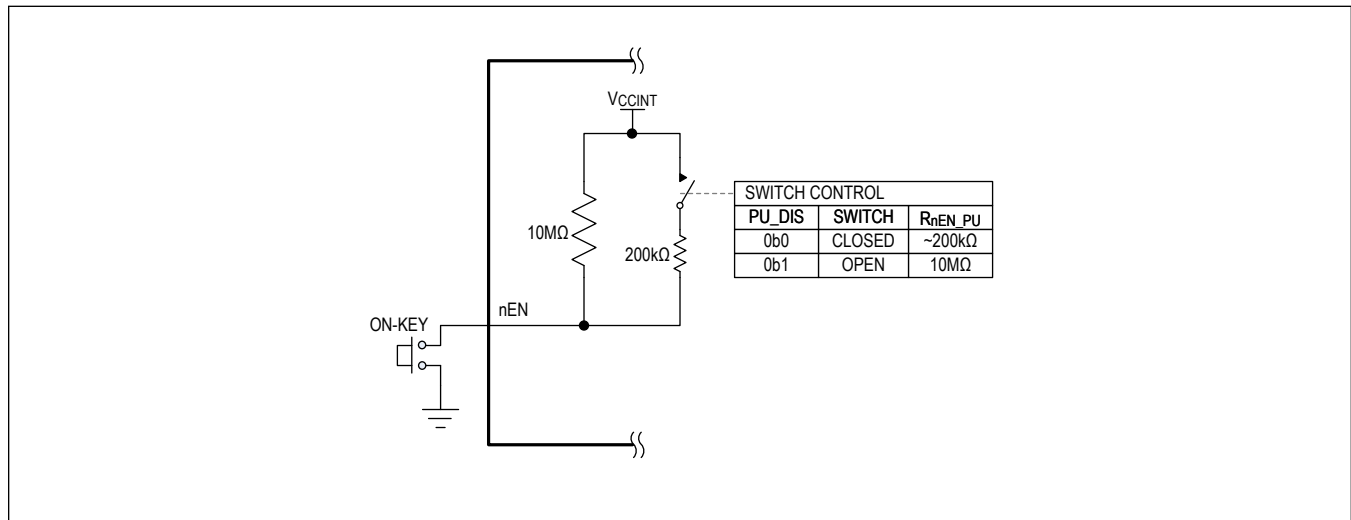 VCCINT
SWITCH CONTROL
PU_DIS SWITCH RnEN_PU
0b0 CLOSED ~200kΩ
0b1 OPEN 10MΩ
10MΩ
200kΩ
nEN
ON-KEY